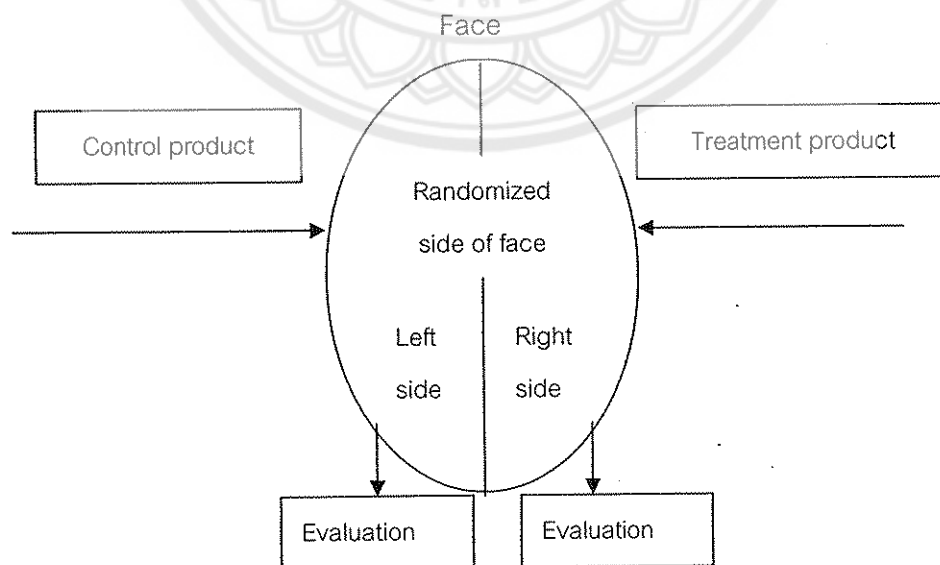 Face
Control product
Treatment product
Randomized
side of face
Left
side
Right
side
Evaluation
Evaluation